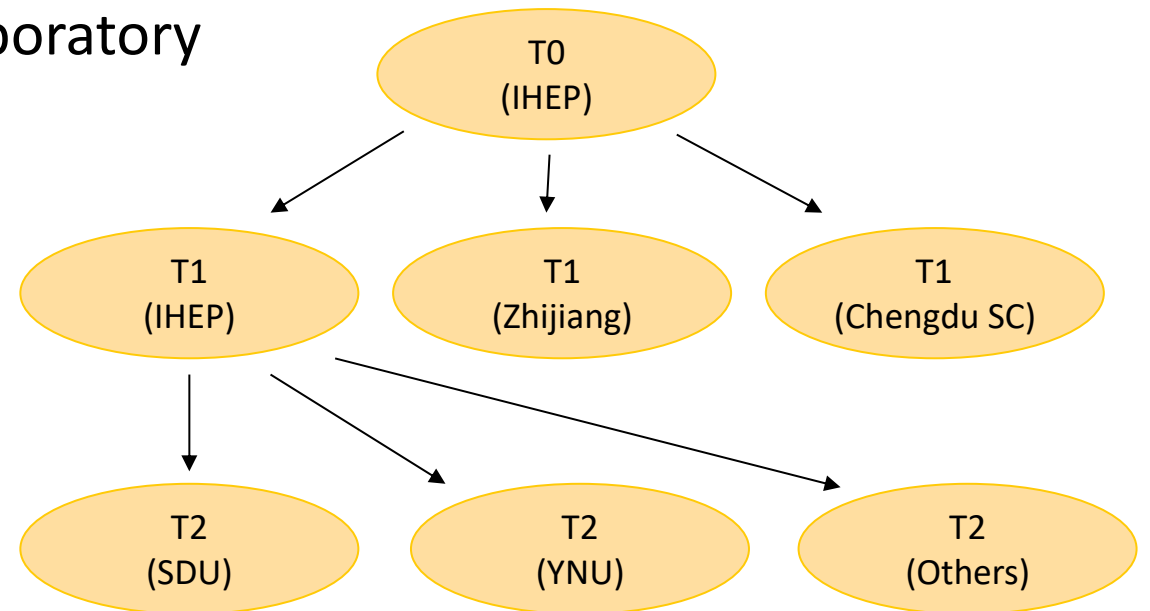 boratory
T0
(IHEP)
T1
(IHEP)
T1
(Zhijiang)
T1
(Chengdu SC)
T2
(SDU)
T2
(YNU)
T2
(Others)